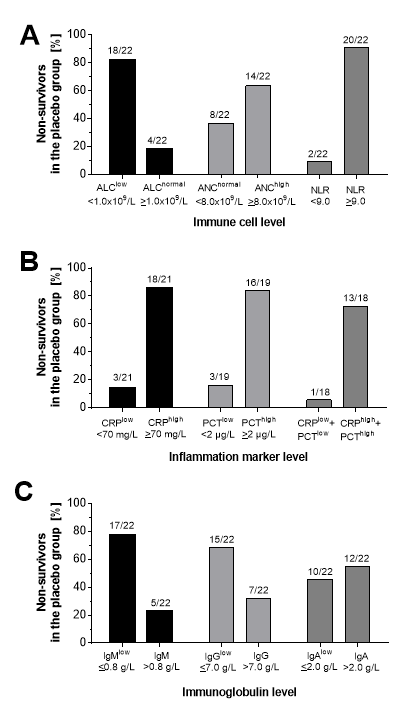 A
Non-survivors
in the placebo group [%]
100
80
60
40
20
0
18/22
4/22
8/22
14/22
2/22
20/22
ALClow ALCnormal ANCnormal ANChigh NLR NLR
<1.0x10⁹/L ≥1.0x10⁹/L <8.0x10⁹/L ≥8.0x10⁹/L <9.0 ≥9.0
Immune cell level
B
Non-survivors
in the placebo group [%]
100
80
60
40
20
0
3/21
18/21
3/19
16/19
1/18
13/18
CRPlow CRPhigh PCTlow PCThigh CRPlow+ CRPhigh+
<70 mg/L ≥70 mg/L <2 µg/L ≥2 µg/L PCTlow PCThigh
Inflammation marker level
C
Non-survivors
in the placebo group [%]
100
80
60
40
20
0
17/22
5/22
15/22
7/22
10/22
12/22
IgMlow IgM IgGlow IgG IgAlow IgA
≤0.8 g/L >0.8 g/L ≤7.0 g/L >7.0 g/L ≤2.0 g/L >2.0 g/L
Immunoglobulin level